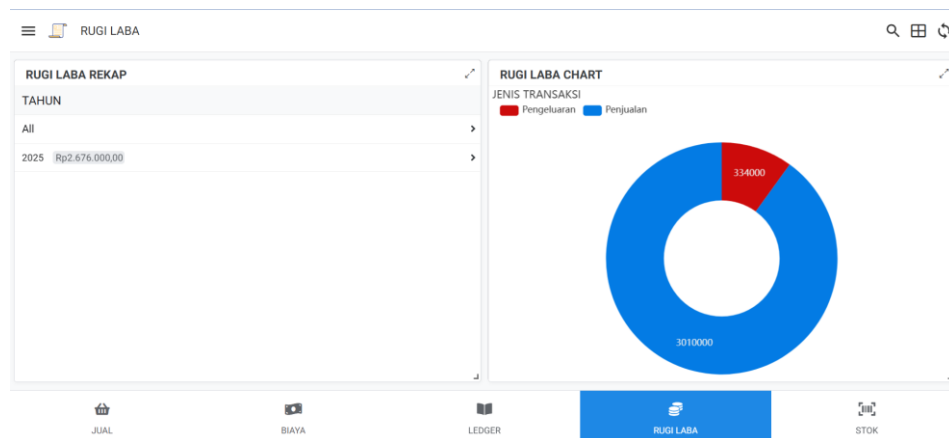 RUGI LABA
RUGI LABA REKAP
TAHUN
All
2025 Rp2.676.000,00
RUGI LABA CHART
JENIS TRANSAKSI
Pengeluaran Penjualan
334000
3010000
JUAL BIAYA LEDGER RUGI LABA STOK